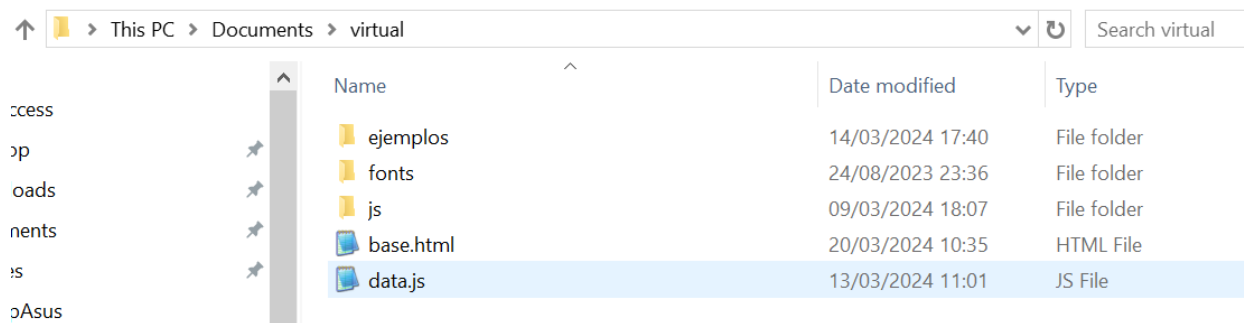 This PC > Documents > virtual
Search virtual
Name Date modified Type
ccess
ejemplos 14/03/2024 17:40 File folder
op
fonts 24/08/2023 23:36 File folder
oads
js 09/03/2024 18:07 File folder
ments
base.html 20/03/2024 10:35 HTML File
es
data.js 13/03/2024 11:01 JS File
oAsus